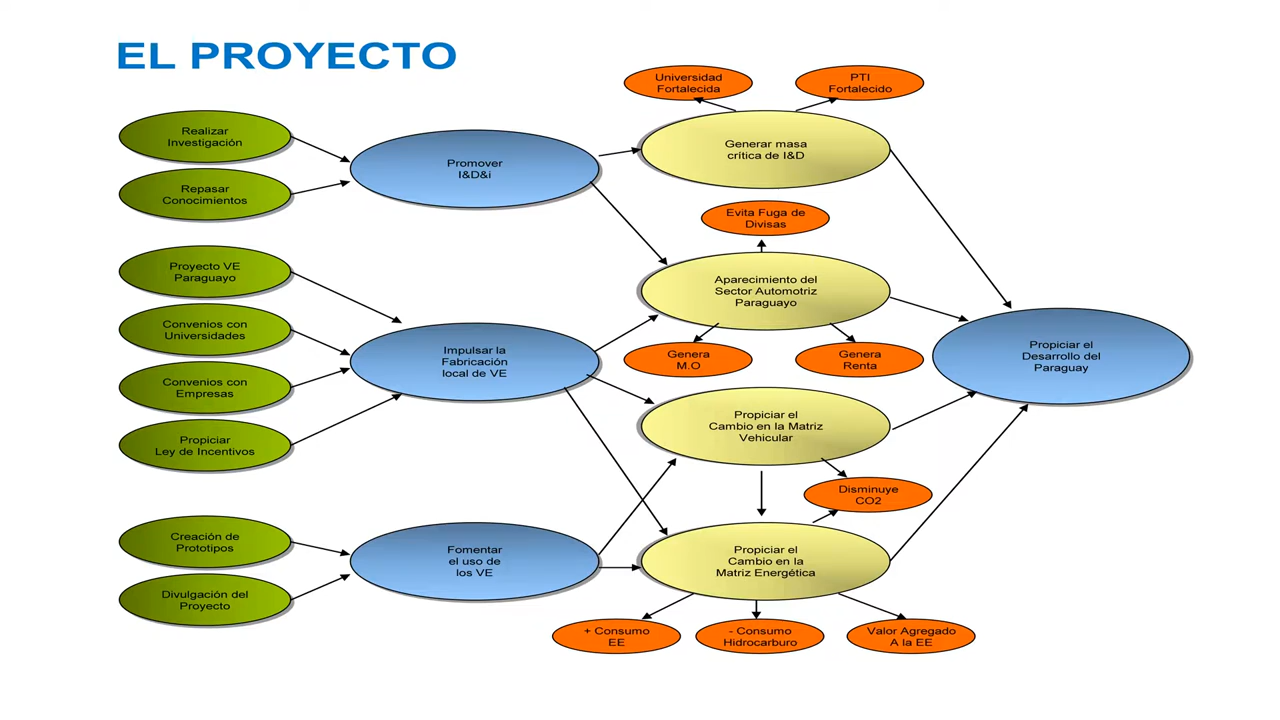 EL PROYECTO
Realizar
Investigación
Repasar
Conocimientos
Proyecto VE
Paraguayo
Convenios con
Universidades
Convenios con
Empresas
Propiciar
Ley de Incentivos
Creación de
Prototipos
Divulgación del
Proyecto
Promover
I&D&i
Impulsar la
Fabricación
local de VE
Fomentar
el uso de
los VE
Universidad
Fortalecida
PTI
Fortalecido
Generar masa
crítica de I&D
Evita Fuga de
Divisas
Aparecimiento del
Sector Automotriz
Paraguayo
Genera
M.O
Genera
Renta
Propiciar el
Cambio en la Matriz
Vehicular
Disminuye
CO2
Propiciar el
Cambio en la
Matriz Energética
+ Consumo
EE
- Consumo
Hidrocarburo
Valor Agregado
A la EE
Propiciar el
Desarrollo del
Paraguay